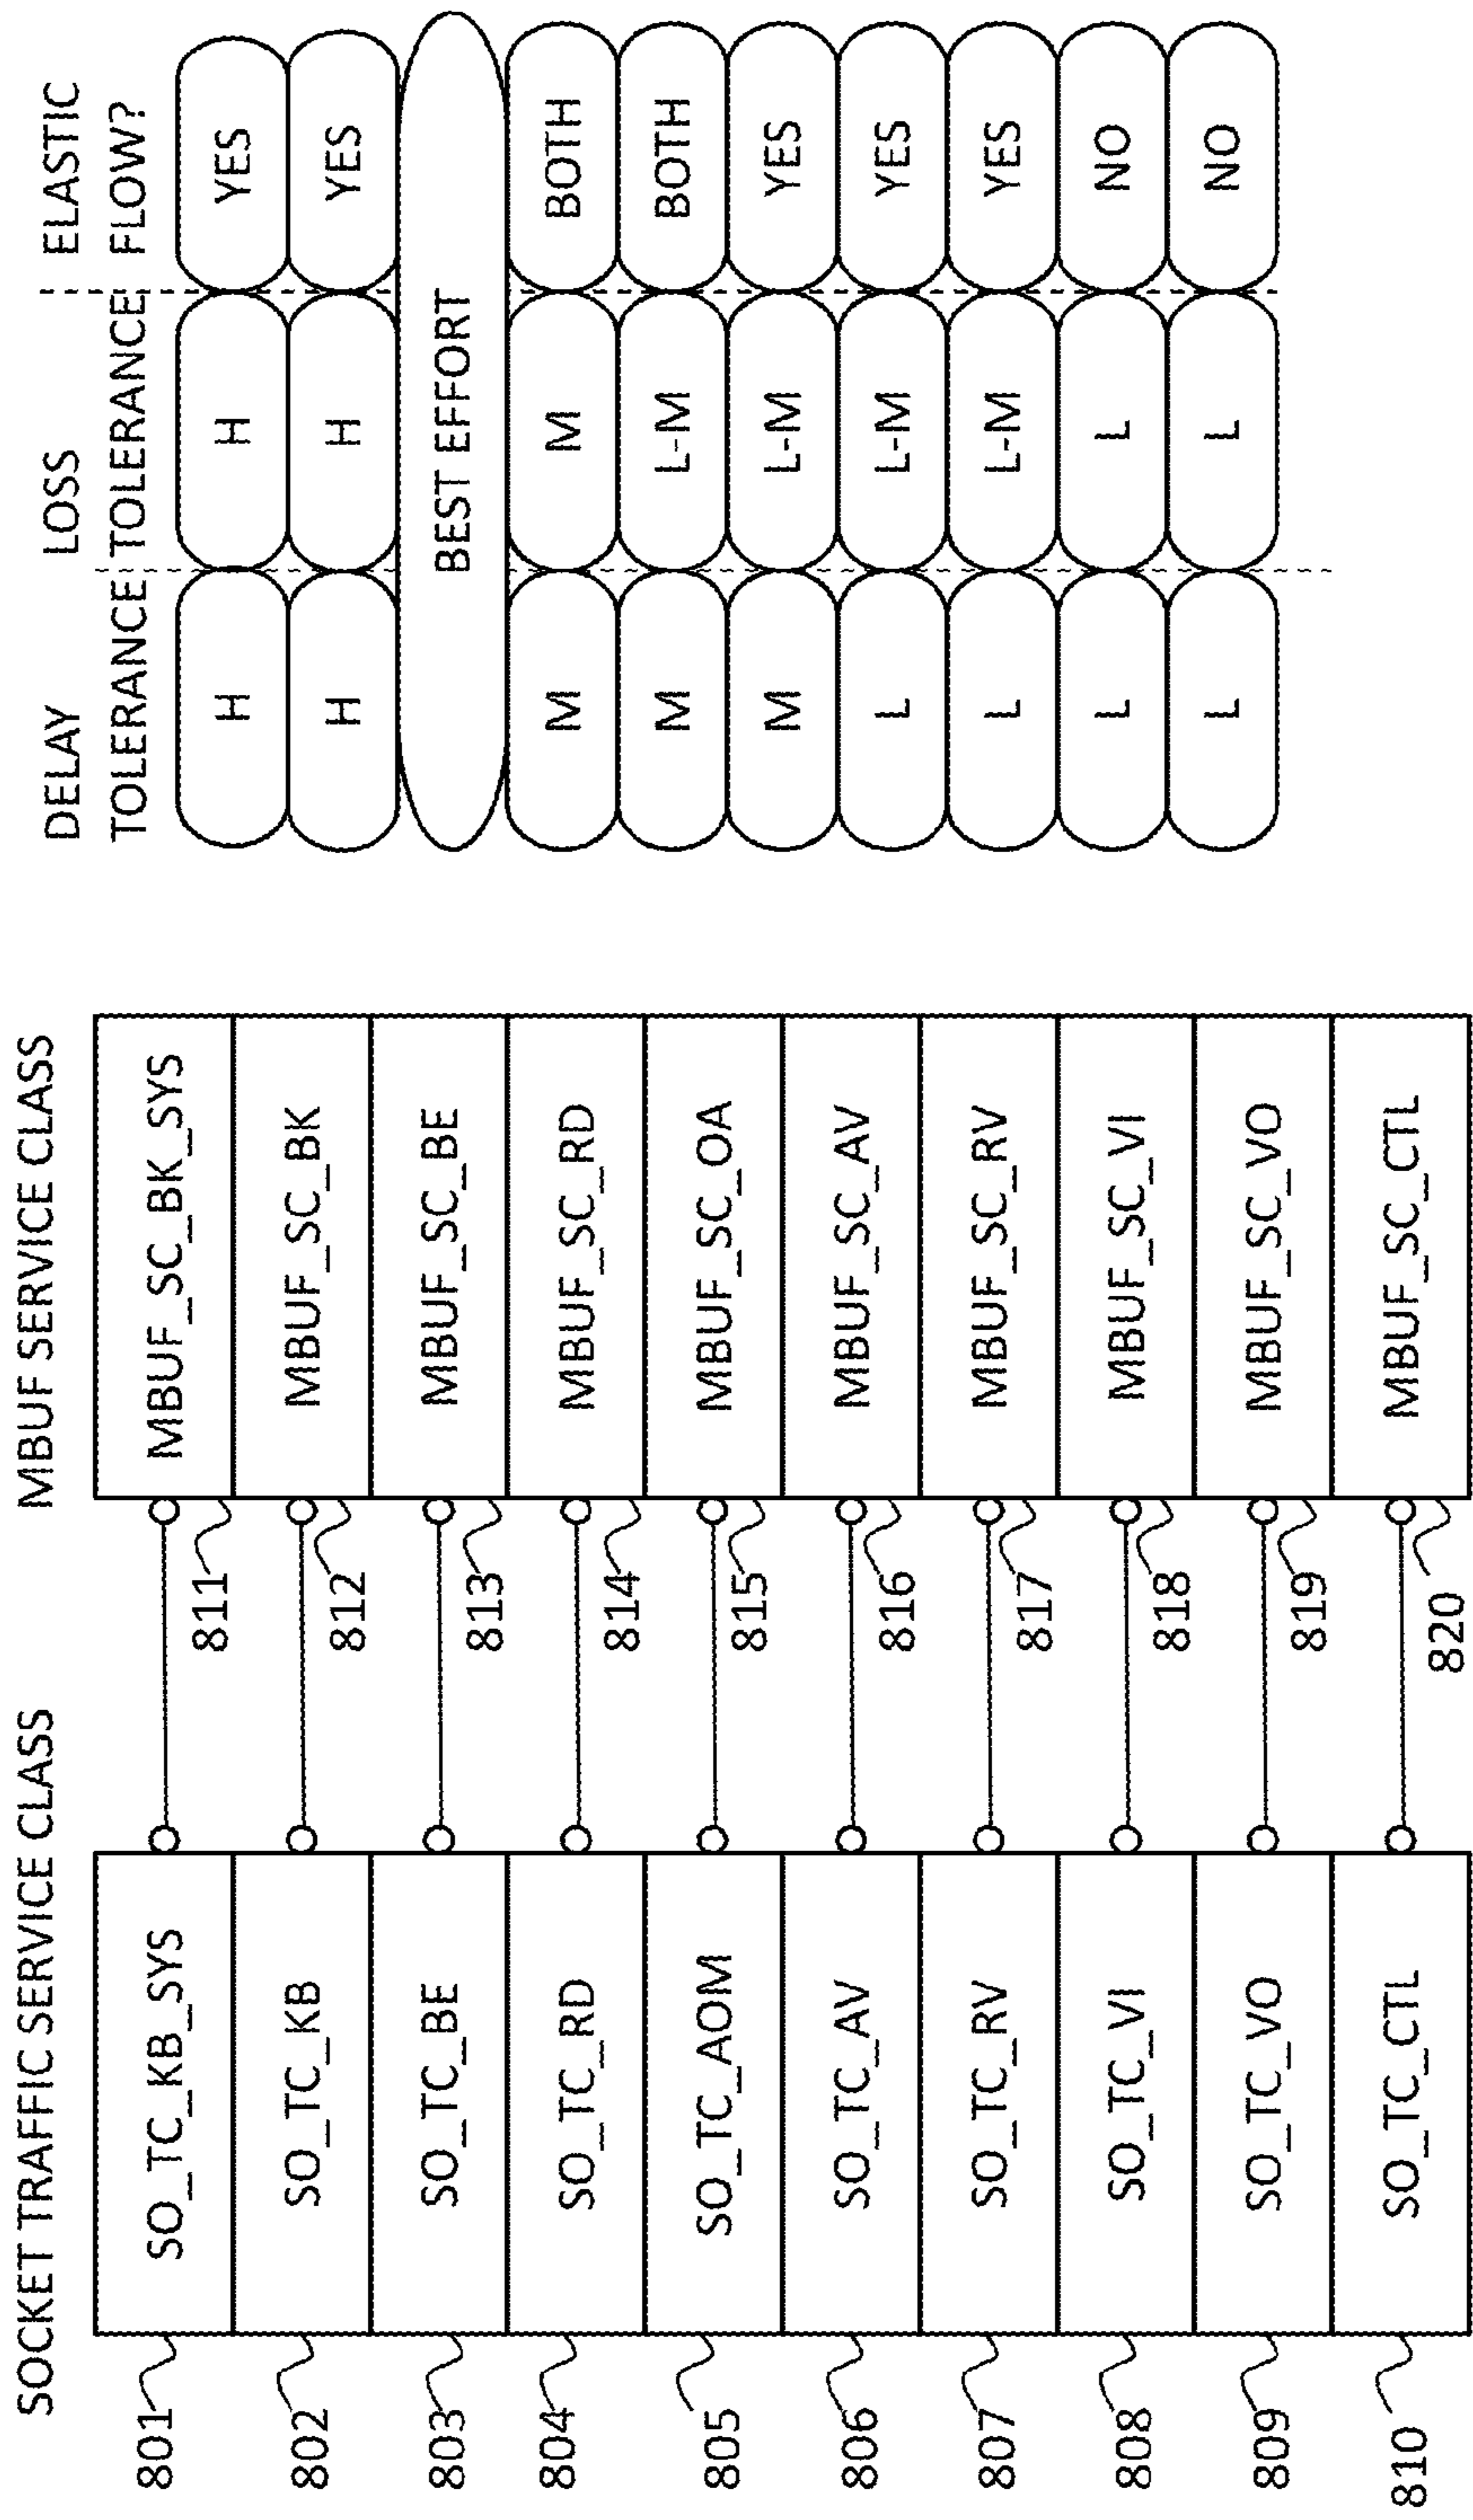 SOCKET TRAFFIC SERVICE CLASS
801 SO_TC_KB_SYS
802 SO_TC_KB
803 SO_TC_BE
804 SO_TC_RD
805 SO_TC_AOM
806 SO_TC_AV
807 SO_TC_RV
808 SO_TC_VI
809 SO_TC_VO
810 SO_TC_CTL
MBUF SERVICE CLASS
811 MBUF_SC_BK_SYS
812 MBUF_SC_BK
813 MBUF_SC_BE
814 MBUF_SC_RD
815 MBUF_SC_OA
816 MBUF_SC_AV
817 MBUF_SC_RV
818 MBUF_SC_VI
819 MBUF_SC_VO
820 MBUF_SC_CTL
DELAY LOSS ELASTIC
TOLERANCE TOLERANCE FLOW?
H H YES
H H YES
BEST EFFORT
M M BOTH
M L-M BOTH
M L-M YES
L L-M YES
L L-M YES
L L NO
L L NO